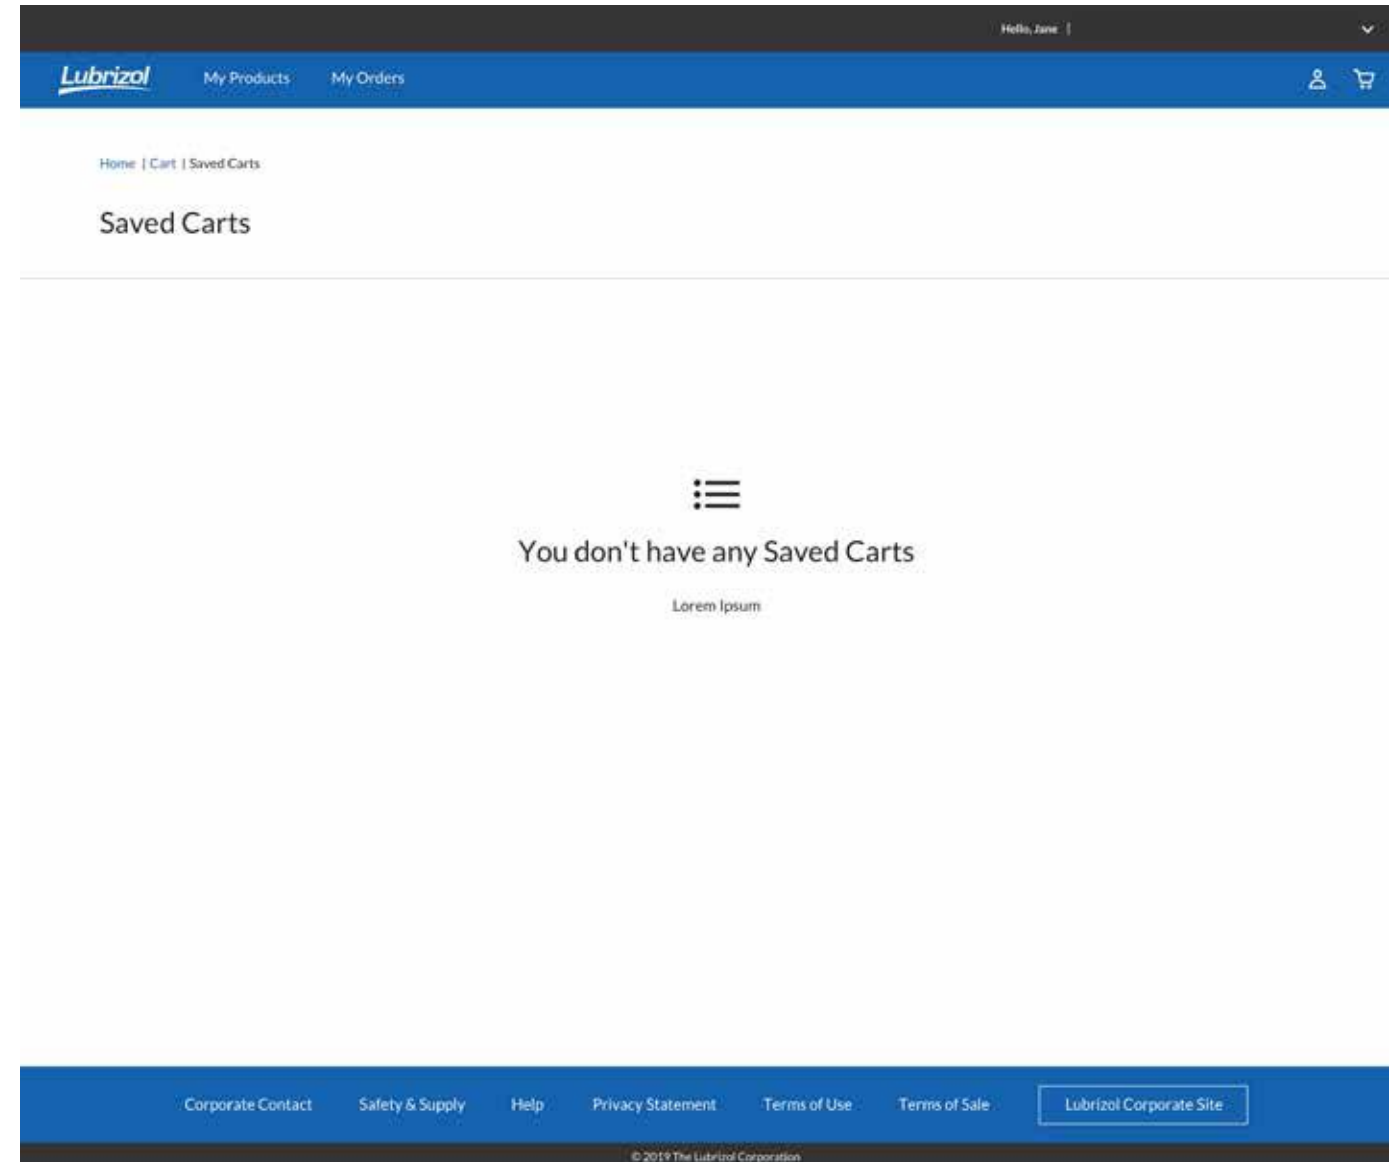 Hello, Jane |
Lubrizol My Products My Orders
Home | Cart | Saved Carts
Saved Carts
You don't have any Saved Carts
Lorem Ipsum
Corporate Contact Safety & Supply Help Privacy Statement Terms of Use Terms of Sale Lubrizol Corporate Site
© 2019 The Lubrizol Corporation